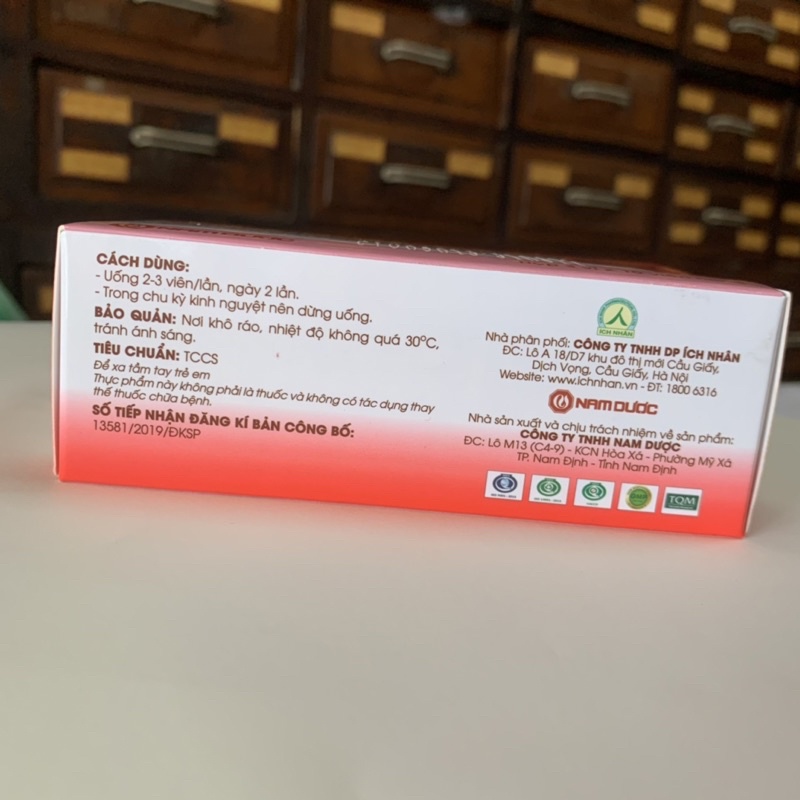 CÁCH DÙNG:
- Uống 2-3 viên/lần, ngày 2 lần.
- Trong chu kỳ kinh nguyệt nên dừng uống.
BẢO QUẢN: Nơi khô ráo, nhiệt độ không quá 30°C,
tránh ánh sáng.
TIÊU CHUẨN: TCCS
Để xa tầm tay trẻ em
Thực phẩm này không phải là thuốc và không có tác dụng thay
thế thuốc chữa bệnh.
SỐ TIẾP NHẬN ĐĂNG KÍ BẢN CÔNG BỐ:
13581/2019/ĐKSP
ÍCH NHÂN
Nhà phân phối: CÔNG TY TNHH DP ÍCH NHÂN
ĐC: Lô A 18/D7 khu đô thị mới Cầu Giấy,
Dịch Vọng, Cầu Giấy, Hà Nội
Website: www.ichnhan.vn - ĐT: 1800 6316
NAM DƯỢC
Nhà sản xuất và chịu trách nhiệm về sản phẩm:
CÔNG TY TNHH NAM DƯỢC
ĐC: Lô M13 (C4-9) - KCN Hòa Xá - Phường Mỹ Xá
TP. Nam Định - Tỉnh Nam Định
GMP
TQM